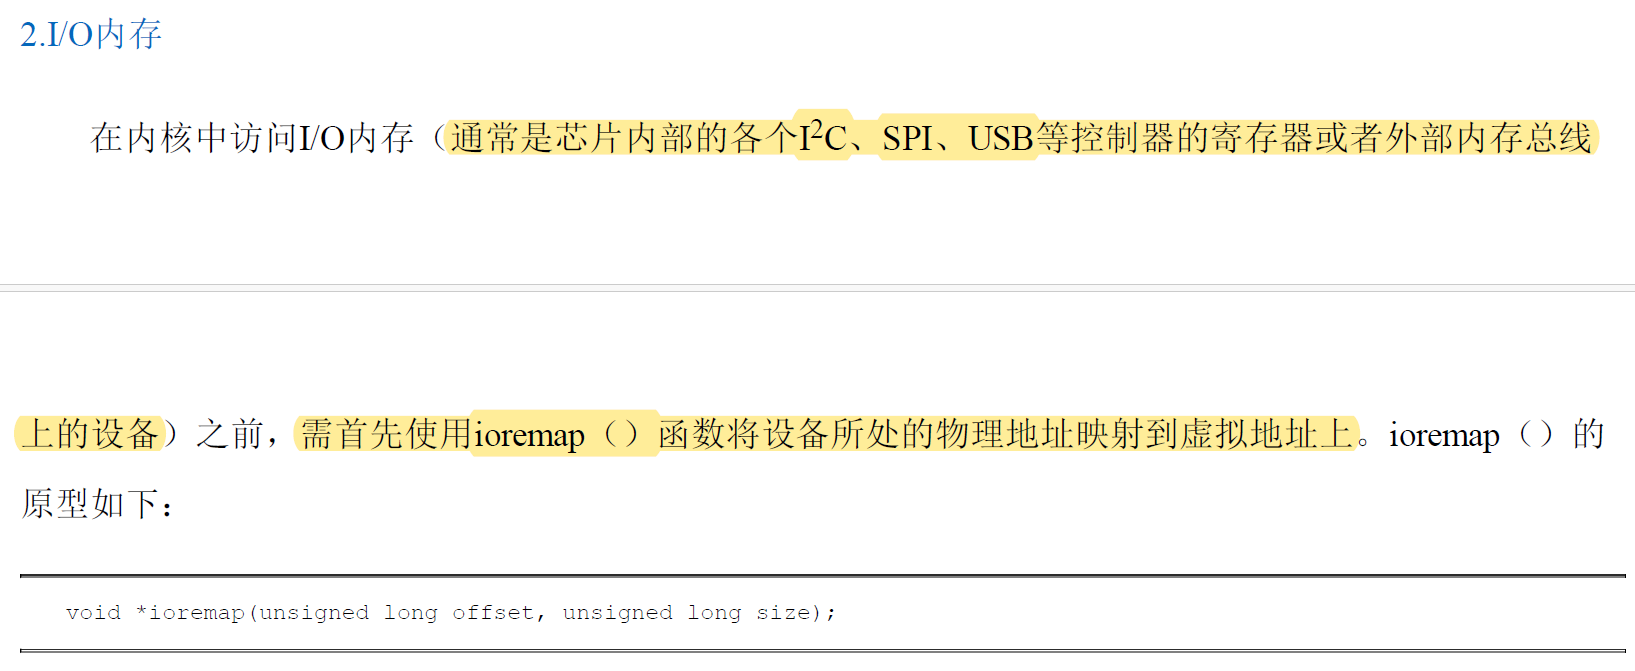 2.I/O内存
在内核中访问I/O内存（通常是芯片内部的各个I²C、SPI、USB等控制器的寄存器或者外部内存总线
上的设备）之前，需首先使用ioremap（）函数将设备所处的物理地址映射到虚拟地址上。ioremap（）的
原型如下：
void *ioremap(unsigned long offset, unsigned long size);